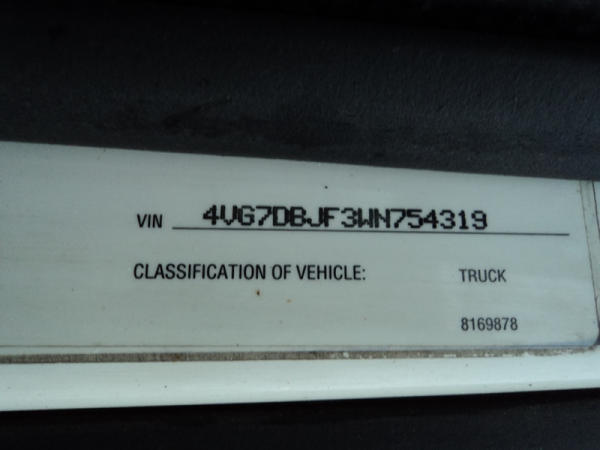 VIN 4VG7DBJF3WN754319
CLASSIFICATION OF VEHICLE: TRUCK
8169878